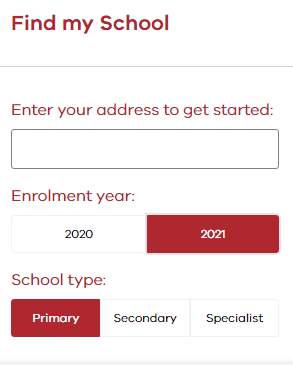 Find my School
Enter your address to get started:
Enrolment year:
2020 2021
School type:
Primary Secondary Specialist